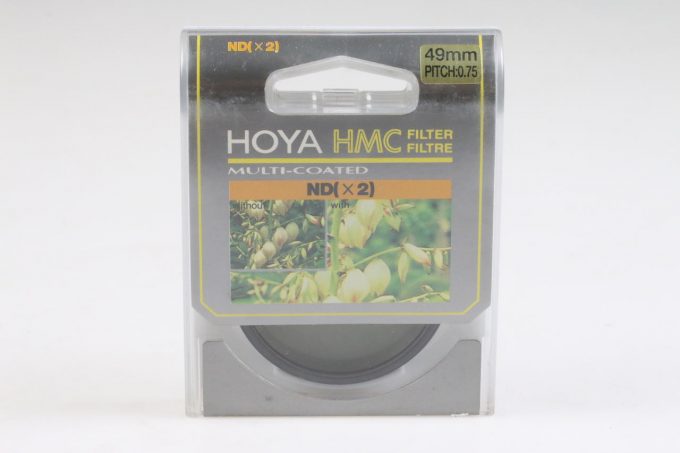 ND(×2)
49mm
PITCH:0.75
HOYA HMC FILTER
FILTRE
MULTI-COATED
ND(×2)
without with